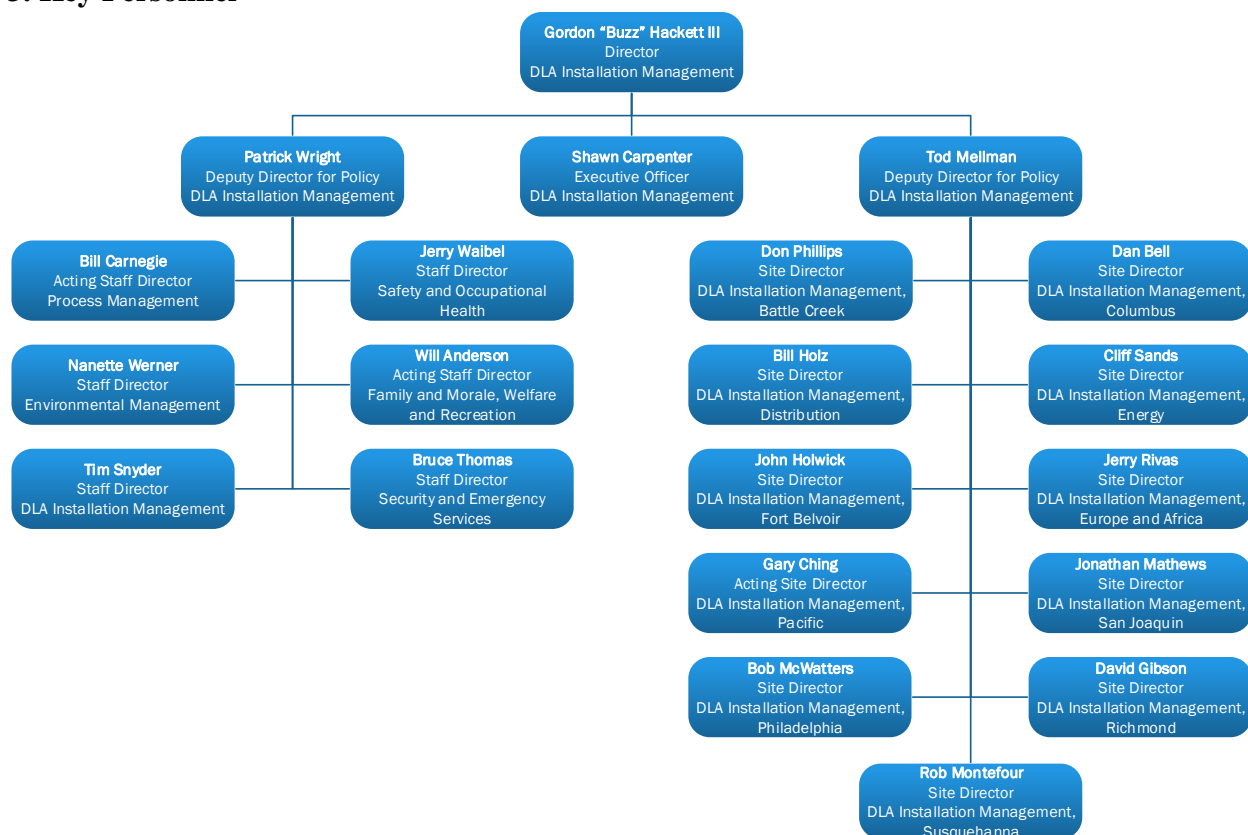 Gordon “Buzz” Hackett III
Director
DLA Installation Management
Patrick Wright
Deputy Director for Policy
DLA Installation Management
Shawn Carpenter
Executive Officer
DLA Installation Management
Tod Mellman
Deputy Director for Policy
DLA Installation Management
Bill Carnegie
Acting Staff Director
Process Management
Jerry Waibel
Staff Director
Safety and Occupational
Health
Don Phillips
Site Director
DLA Installation Management,
Battle Creek
Dan Bell
Site Director
DLA Installation Management,
Columbus
Nanette Werner
Staff Director
Environmental Management
Will Anderson
Acting Staff Director
Family and Morale, Welfare
and Recreation
Bill Holz
Site Director
DLA Installation Management,
Distribution
Cliff Sands
Site Director
DLA Installation Management,
Energy
Tim Snyder
Staff Director
DLA Installation Management
Bruce Thomas
Staff Director
Security and Emergency
Services
John Holwick
Site Director
DLA Installation Management,
Fort Belvoir
Jerry Rivas
Site Director
DLA Installation Management,
Europe and Africa
Gary Ching
Acting Site Director
DLA Installation Management,
Pacific
Jonathan Mathews
Site Director
DLA Installation Management,
San Joaquin
Bob McWatters
Site Director
DLA Installation Management,
Philadelphia
David Gibson
Site Director
DLA Installation Management,
Richmond
Rob Montefour
Site Director
DLA Installation Management,
Susquehanna